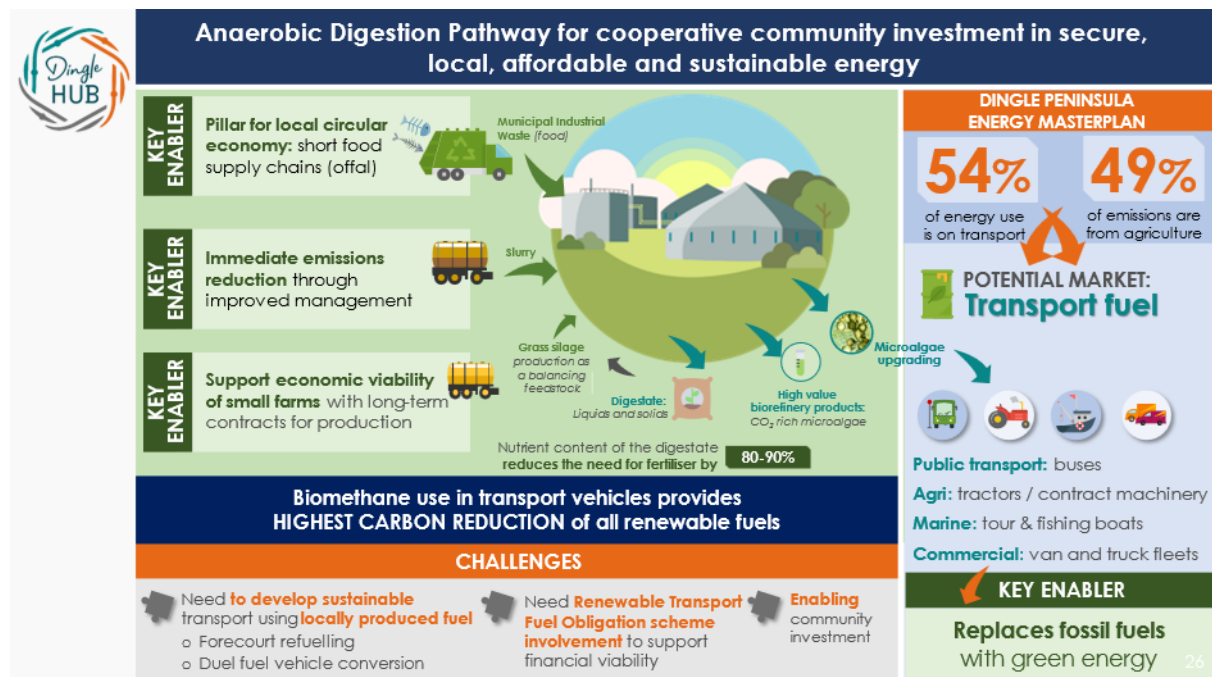 Dingle
HUB
Anaerobic Digestion Pathway for cooperative community investment in secure,
local, affordable and sustainable energy
KEY
ENABLER
Pillar for local circular
economy: short food
supply chains (offal)
Municipal Industrial
Waste (food)
KEY
ENABLER
Immediate emissions
reduction through
improved management
Slurry
KEY
ENABLER
Support economic viability
of small farms with long-term
contracts for production
Grass silage
production as
a balancing
feedstock
Digestate:
Liquids and solids
High value
biorefinery products:
CO₂ rich microalgae
Microalgae
upgrading
Nutrient content of the digestate
reduces the need for fertiliser by
80-90%
Biomethane use in transport vehicles provides
HIGHEST CARBON REDUCTION of all renewable fuels
CHALLENGES
Need to develop sustainable
transport using locally produced fuel
o Forecourt refuelling
o Duel fuel vehicle conversion
Need Renewable Transport
Fuel Obligation scheme
involvement to support
financial viability
Enabling
community
investment
DINGLE PENINSULA
ENERGY MASTERPLAN
54%
of energy use
is on transport
49%
of emissions are
from agriculture
POTENTIAL MARKET:
Transport fuel
Public transport: buses
Agri: tractors / contract machinery
Marine: tour & fishing boats
Commercial: van and truck fleets
KEY ENABLER
Replaces fossil fuels
with green energy
26